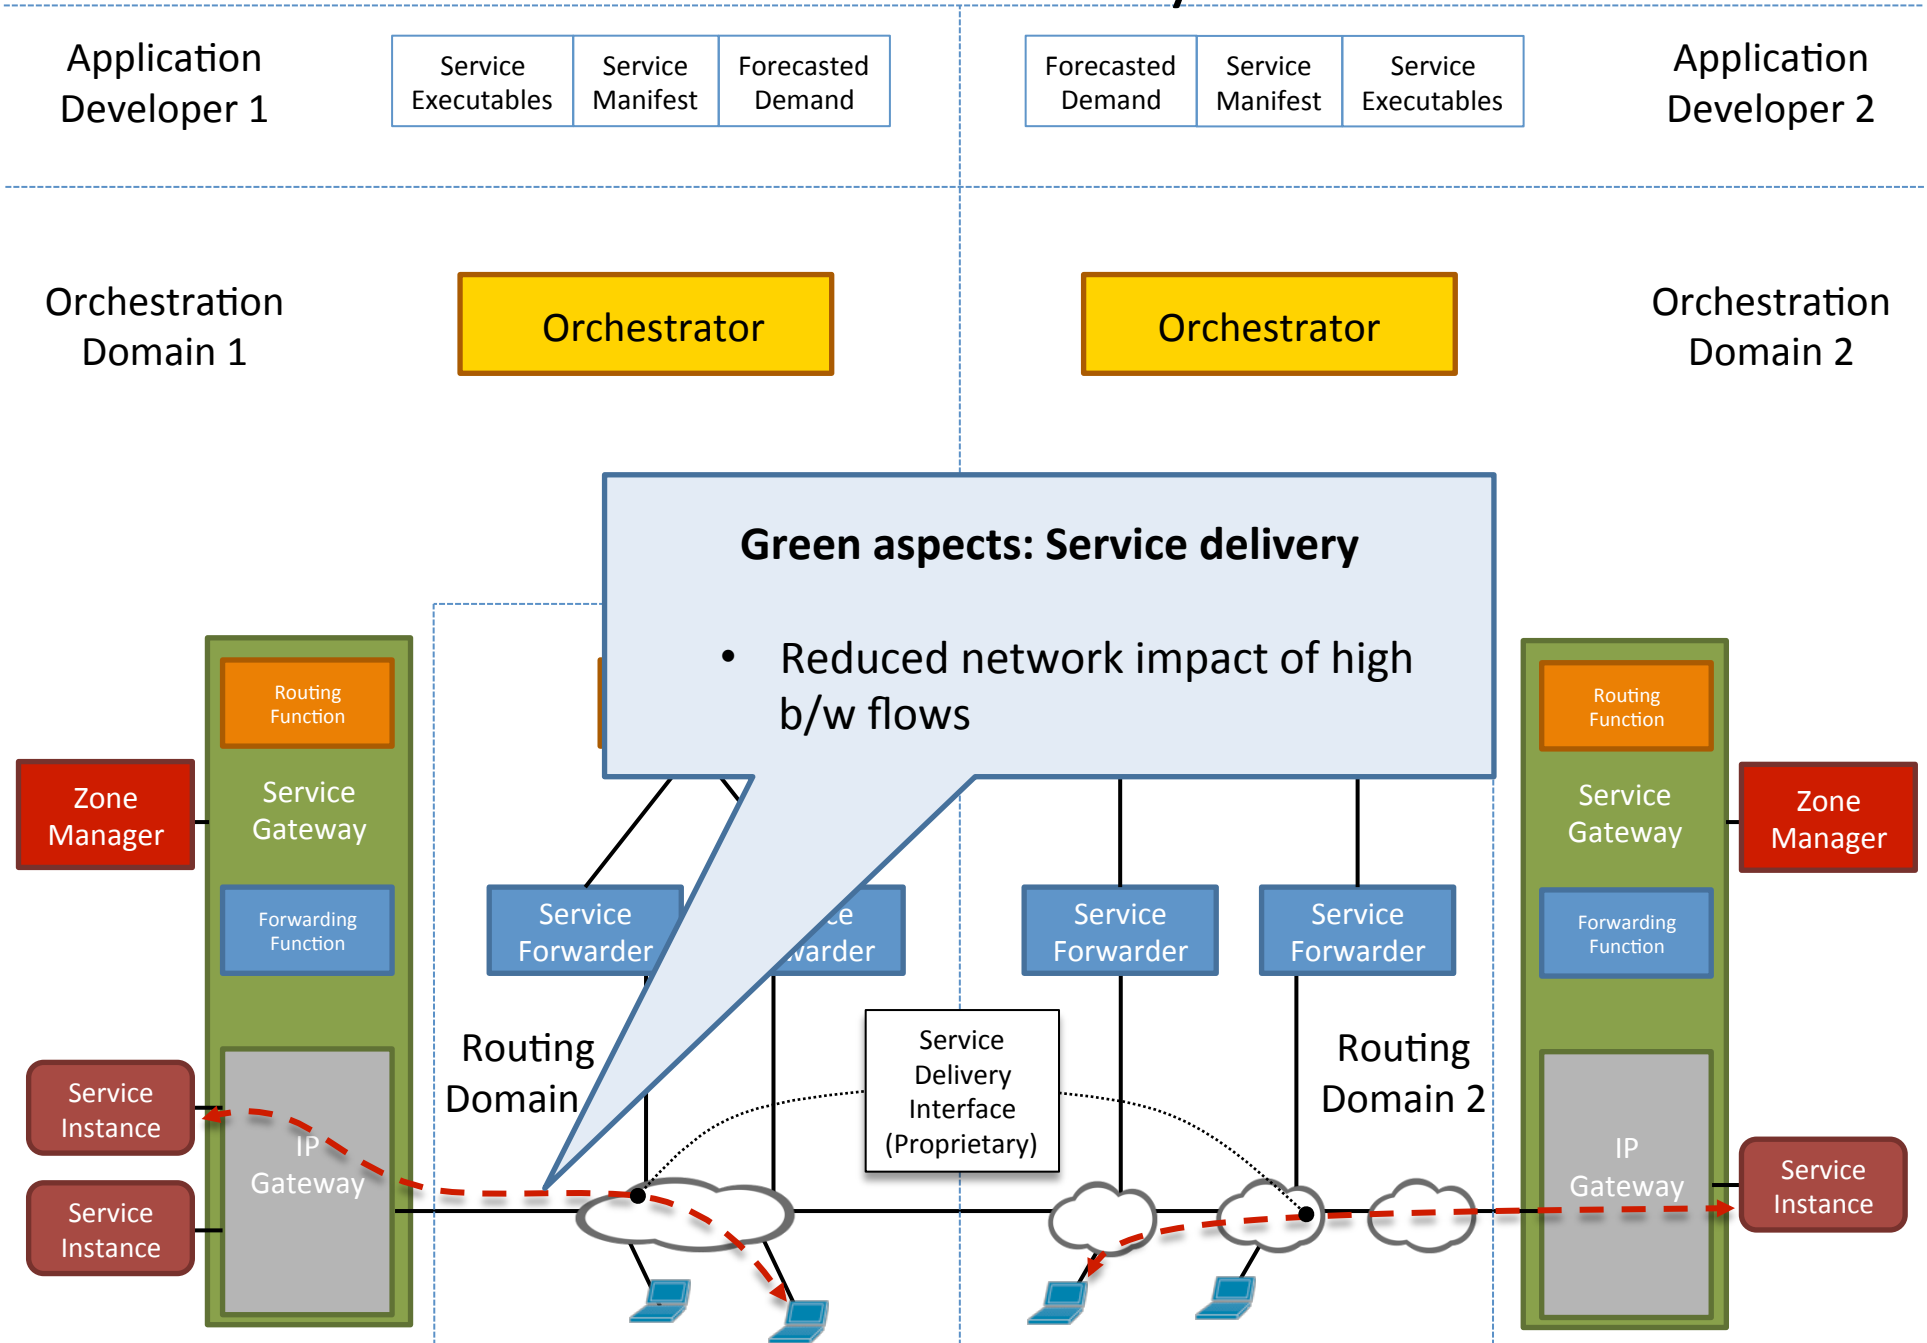 Application
Developer 1
Service
Executables
Service
Manifest
Forecasted
Demand
Forecasted
Demand
Service
Manifest
Service
Executables
Application
Developer 2
Orchestration
Domain 1
Orchestrator
Orchestrator
Orchestration
Domain 2
Green aspects: Service delivery
• Reduced network impact of high
b/w flows
Routing
Function
Zone
Manager
Service
Gateway
Forwarding
Function
Service
Forwarder
Service
Forwarder
Service
Forwarder
Routing
Function
Service
Gateway
Zone
Manager
Forwarding
Function
Routing
Domain
Service
Delivery
Interface
(Proprietary)
Routing
Domain 2
Service
Instance
IP
Gateway
Service
Instance
IP
Gateway
Service
Instance